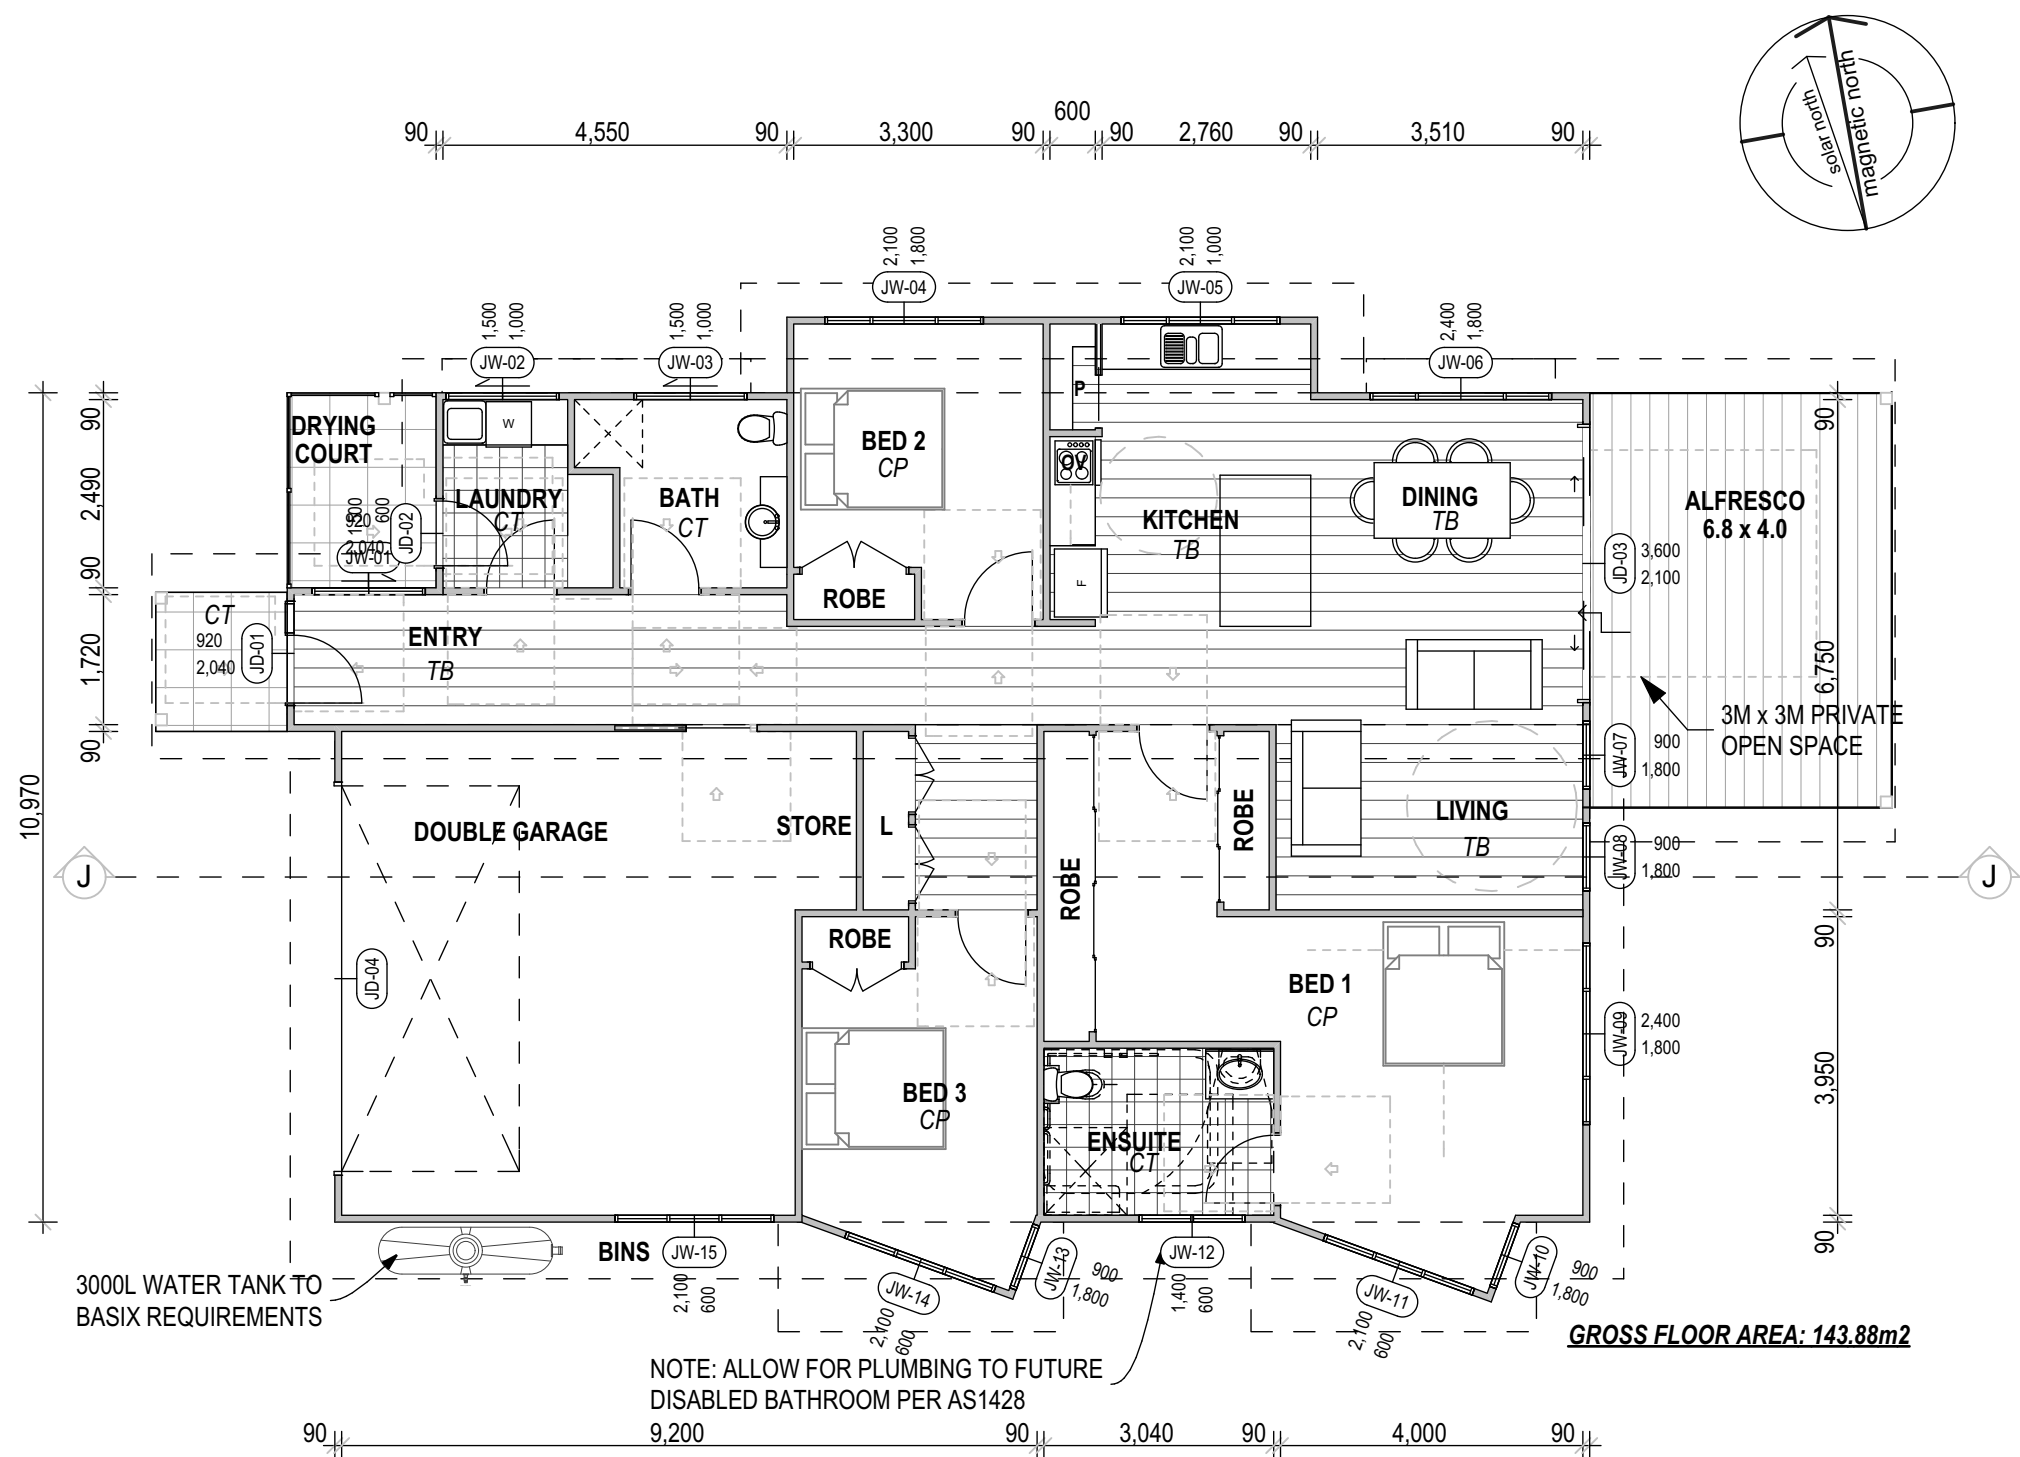 magnetic north
solar north
600
90 4,550 90 3,300 90 90 2,760 90 3,510 90
2,100
1,800
JW-04
2,100
1,000
JW-05
1,500
1,000
JW-02
1,500
1,000
JW-03
2,400
1,800
JW-06
90
2,490
90
1,720
90
10,970
DRYING
COURT
W
LAUNDRY
CT
BATH
CT
BED 2
CP
P
OV
KITCHEN
TB
DINING
TB
ALFRESCO
6.8 x 4.0
90
1,800
600
920
2,040
JD-02
JW-01
ROBE
F
JD-03
3,600
2,100
CT
920
2,040
JD-01
ENTRY
TB
6,750
3M x 3M PRIVATE
OPEN SPACE
JW-07
900
1,800
DOUBLE GARAGE
STORE
L
ROBE
ROBE
LIVING
TB
JW-08
900
1,800
J
J
ROBE
90
JD-04
BED 1
CP
JW-09
2,400
1,800
BED 3
CP
3,950
ENSUITE
CT
90
BINS
JW-15
2,100
600
JW-14
2,100
600
JW-13
900
1,800
JW-12
1,400
600
JW-11
2,100
600
JW-10
900
1,800
3000L WATER TANK TO
BASIX REQUIREMENTS
GROSS FLOOR AREA: 143.88m2
NOTE: ALLOW FOR PLUMBING TO FUTURE
DISABLED BATHROOM PER AS1428
90 9,200 90 3,040 90 4,000 90